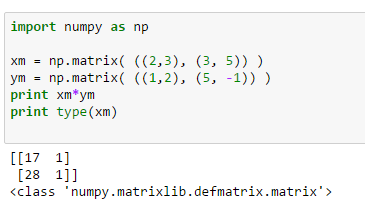 import numpy as np
xm = np.matrix( ((2,3), (3, 5)) )
ym = np.matrix( ((1,2), (5, -1)) )
print xm*ym
print type(xm)
[[17  1]
 [28  1]]
<class 'numpy.matrixlib.defmatrix.matrix'>